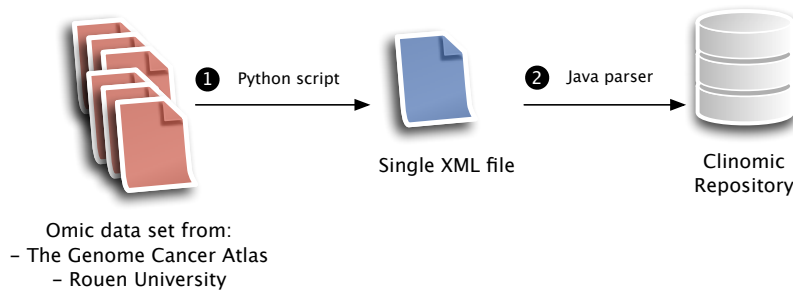 1 Python script
2 Java parser
Single XML file
Clinomic
Repository
Omic data set from:
– The Genome Cancer Atlas
– Rouen University